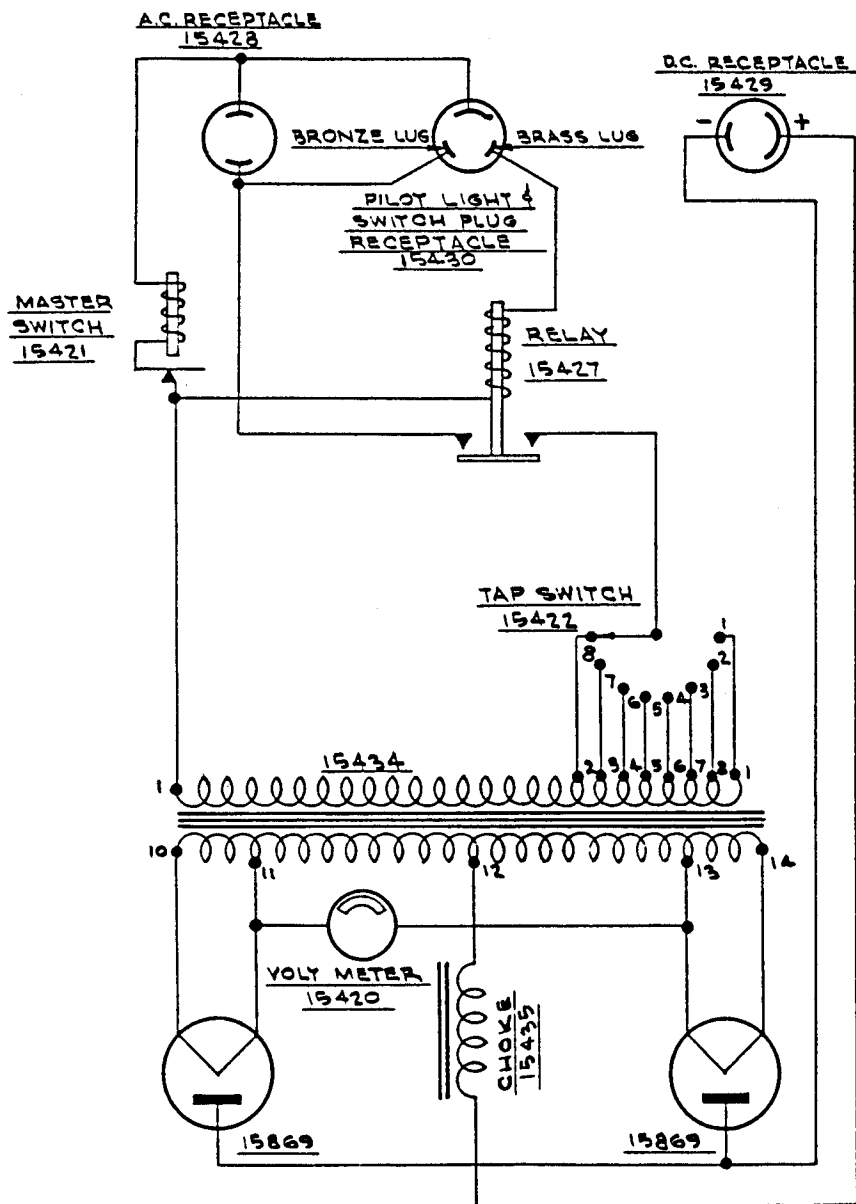 A.C. RECEPTACLE
15428
D.C. RECEPTACLE
15429
- +
BRONZE LUG
BRASS LUG
PILOT LIGHT &
SWITCH PLUG
RECEPTACLE
15430
MASTER
SWITCH
15421
RELAY
15427
TAP SWITCH
15422
8 7 6 5 4 3 2 1
15434
1 2 3 4 5 6 7 8 1
10 11 12 13 14
VOLT METER
15420
CHOKE
15435
15869
15869